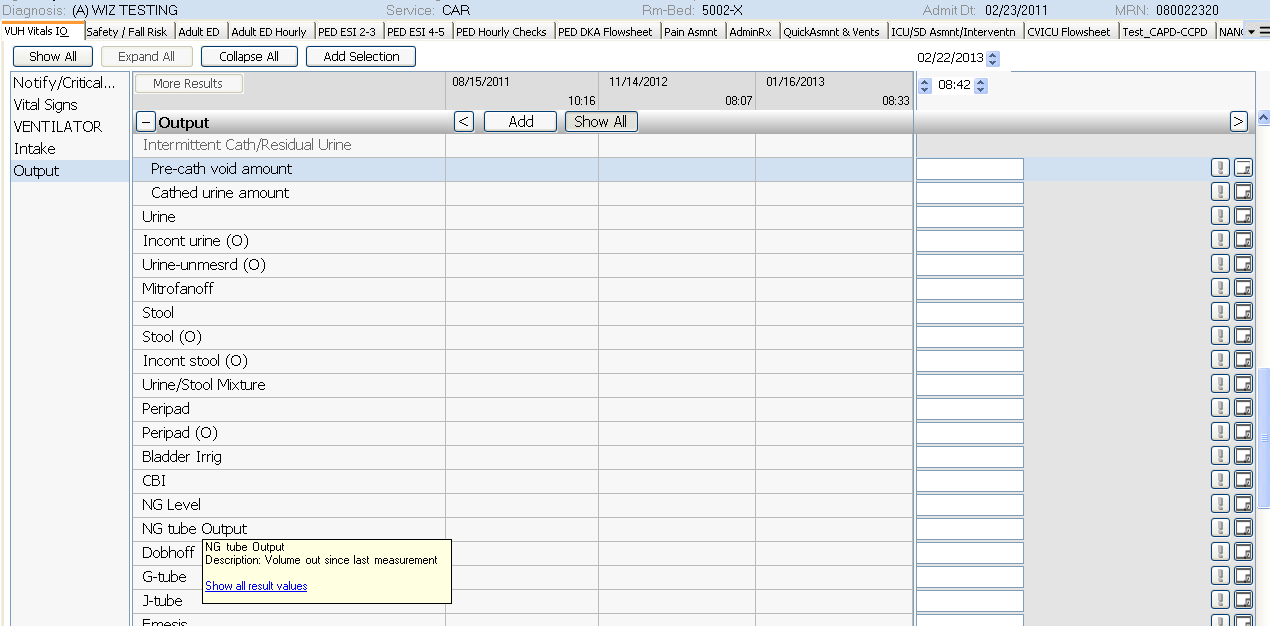 Diagnosis: (A) WIZ TESTING Service: CAR Rm-Bed: 5002-X Admit Dt: 02/23/2011 MRN: 080022320
VUH Vitals IO Safety / Fall Risk Adult ED Adult ED Hourly PED ESI 2-3 PED ESI 4-5 PED Hourly Checks PED DKA Flowsheet Pain Asmnt AdminRx QuickAsmnt & Vents ICU/SD Asmnt/Interventn CVICU Flowsheet Test_CAPD-CCPD
Show All Expand All Collapse All Add Selection 02/22/2013
Notify/Critical... More Results 08/15/2011 11/14/2012 01/16/2013 08:42
Vital Signs 10:16 08:07 08:33
VENTILATOR − Output < Add Show All >
Intake Intermittent Cath/Residual Urine
Output Pre-cath void amount
Cathed urine amount
Urine
Incont urine (O)
Urine-unmesrd (O)
Mitrofanoff
Stool
Stool (O)
Incont stool (O)
Urine/Stool Mixture
Peripad
Peripad (O)
Bladder Irrig
CBI
NG Level
NG tube Output
Dobhoff NG tube Output
Description: Volume out since last measurement
G-tube Show all result values
J-tube
Emesis